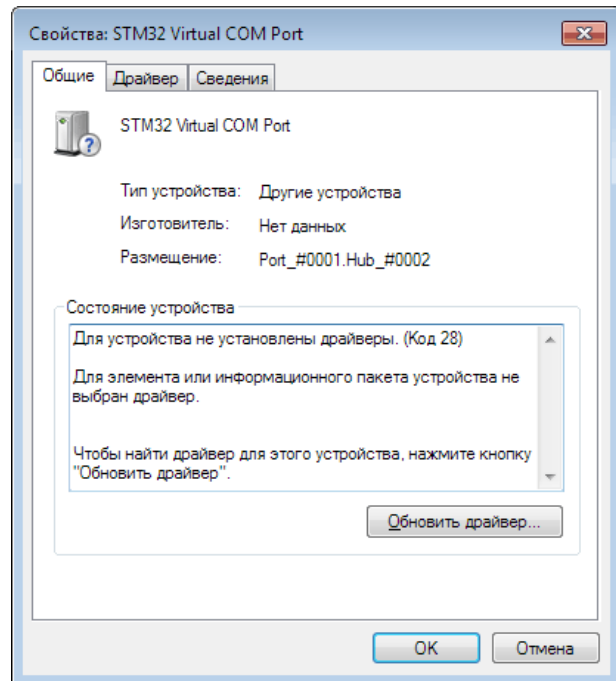 Свойства: STM32 Virtual COM Port
Общие Драйвер Сведения
STM32 Virtual COM Port
Тип устройства: Другие устройства
Изготовитель: Нет данных
Размещение: Port_#0001.Hub_#0002
Состояние устройства
Для устройства не установлены драйверы. (Код 28)
Для элемента или информационного пакета устройства не
выбран драйвер.
Чтобы найти драйвер для этого устройства, нажмите кнопку
"Обновить драйвер".
Обновить драйвер...
OK Отмена